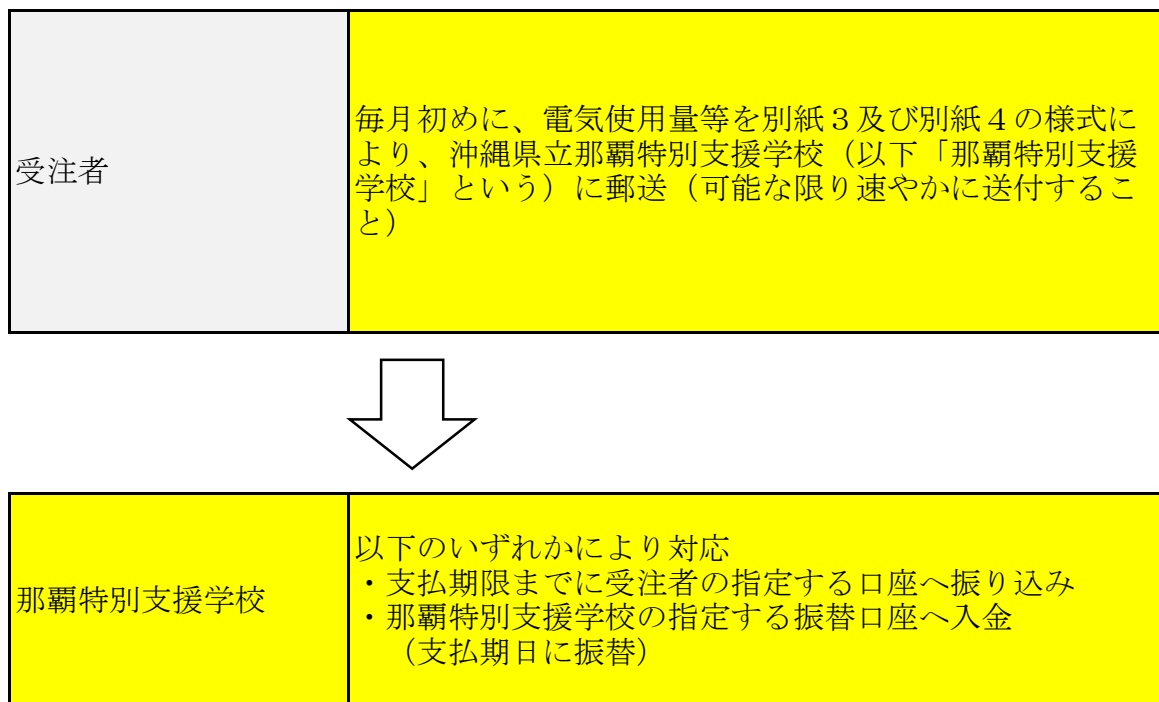 受注者
毎月初めに、電気使用量等を別紙３及び別紙４の様式に
より、沖縄県立那覇特別支援学校（以下「那覇特別支援
学校」という）に郵送（可能な限り速やかに送付するこ
と）
那覇特別支援学校
以下のいずれかにより対応
・支払期限までに受注者の指定する口座へ振り込み
・那覇特別支援学校の指定する振替口座へ入金
（支払期日に振替）